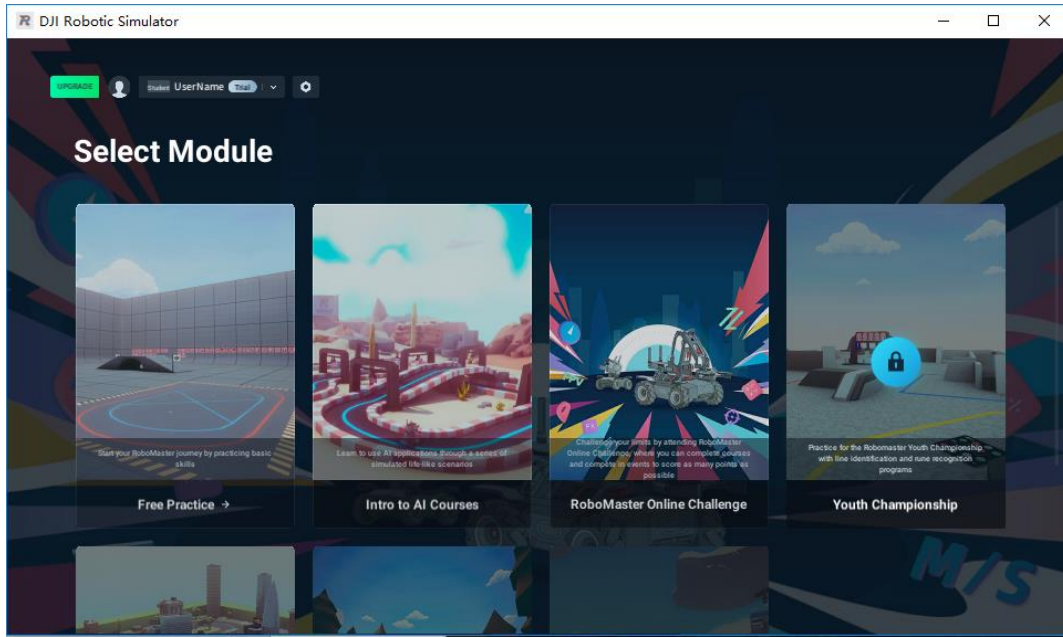 DJI Robotic Simulator
UPGRADE
Student UserName Trial
Select Module
Start your RoboMaster journey by practicing basic
skills
Free Practice →
Learn to use AI applications through a series of
simulated life-like scenarios
Intro to AI Courses
Challenge your limits by attending RoboMaster
Online Challenge, where you can complete courses
and compete in events to score as many points as
possible
RoboMaster Online Challenge
Practice for the Robomaster Youth Championship
with line identification and rune recognition
programs
Youth Championship
M/S